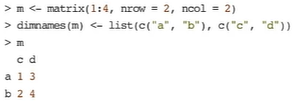 > m <- matrix(1:4, nrow = 2, ncol = 2)
> dimnames(m) <- list(c("a", "b"), c("c", "d"))
> m
  c d
a 1 3
b 2 4